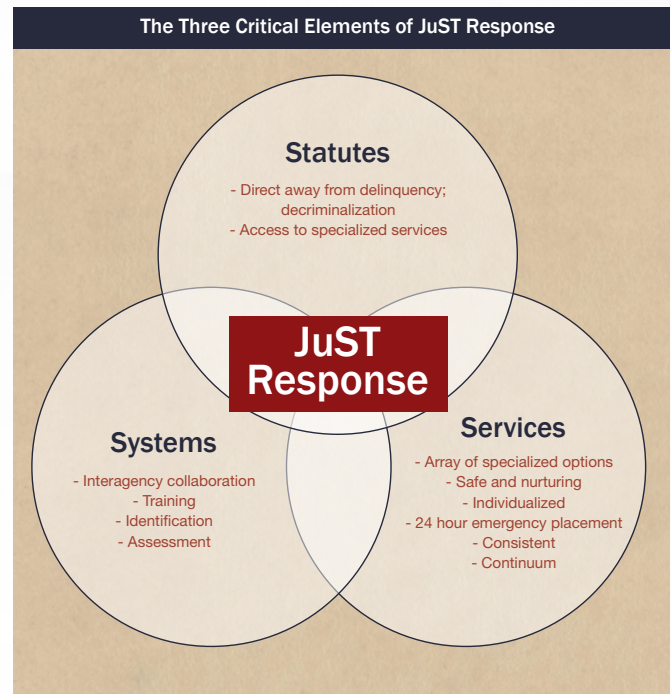 The Three Critical Elements of JuST Response
Statutes
- Direct away from delinquency;
decriminalization
- Access to specialized services
JuST
Response
Systems
- Interagency collaboration
- Training
- Identification
- Assessment
Services
- Array of specialized options
- Safe and nurturing
- Individualized
- 24 hour emergency placement
- Consistent
- Continuum